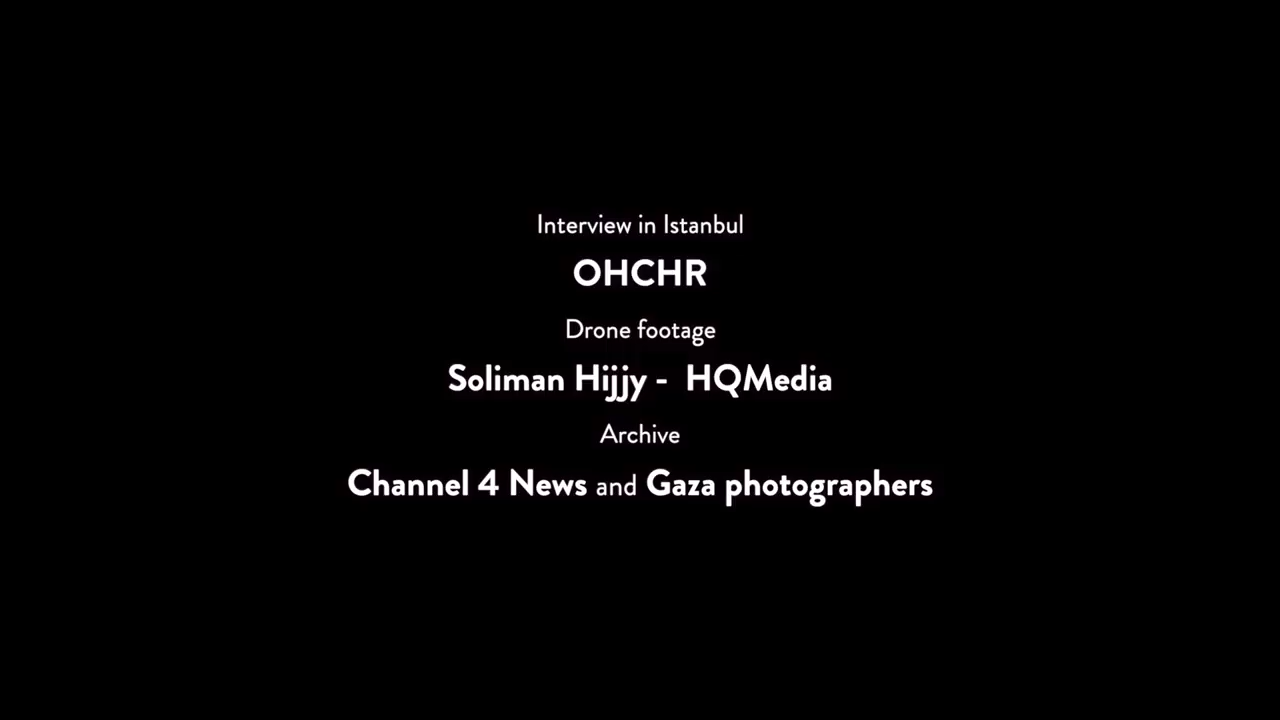 Interview in Istanbul
OHCHR
Drone footage
Soliman Hijjy -  HQMedia
Archive
Channel 4 News and Gaza photographers